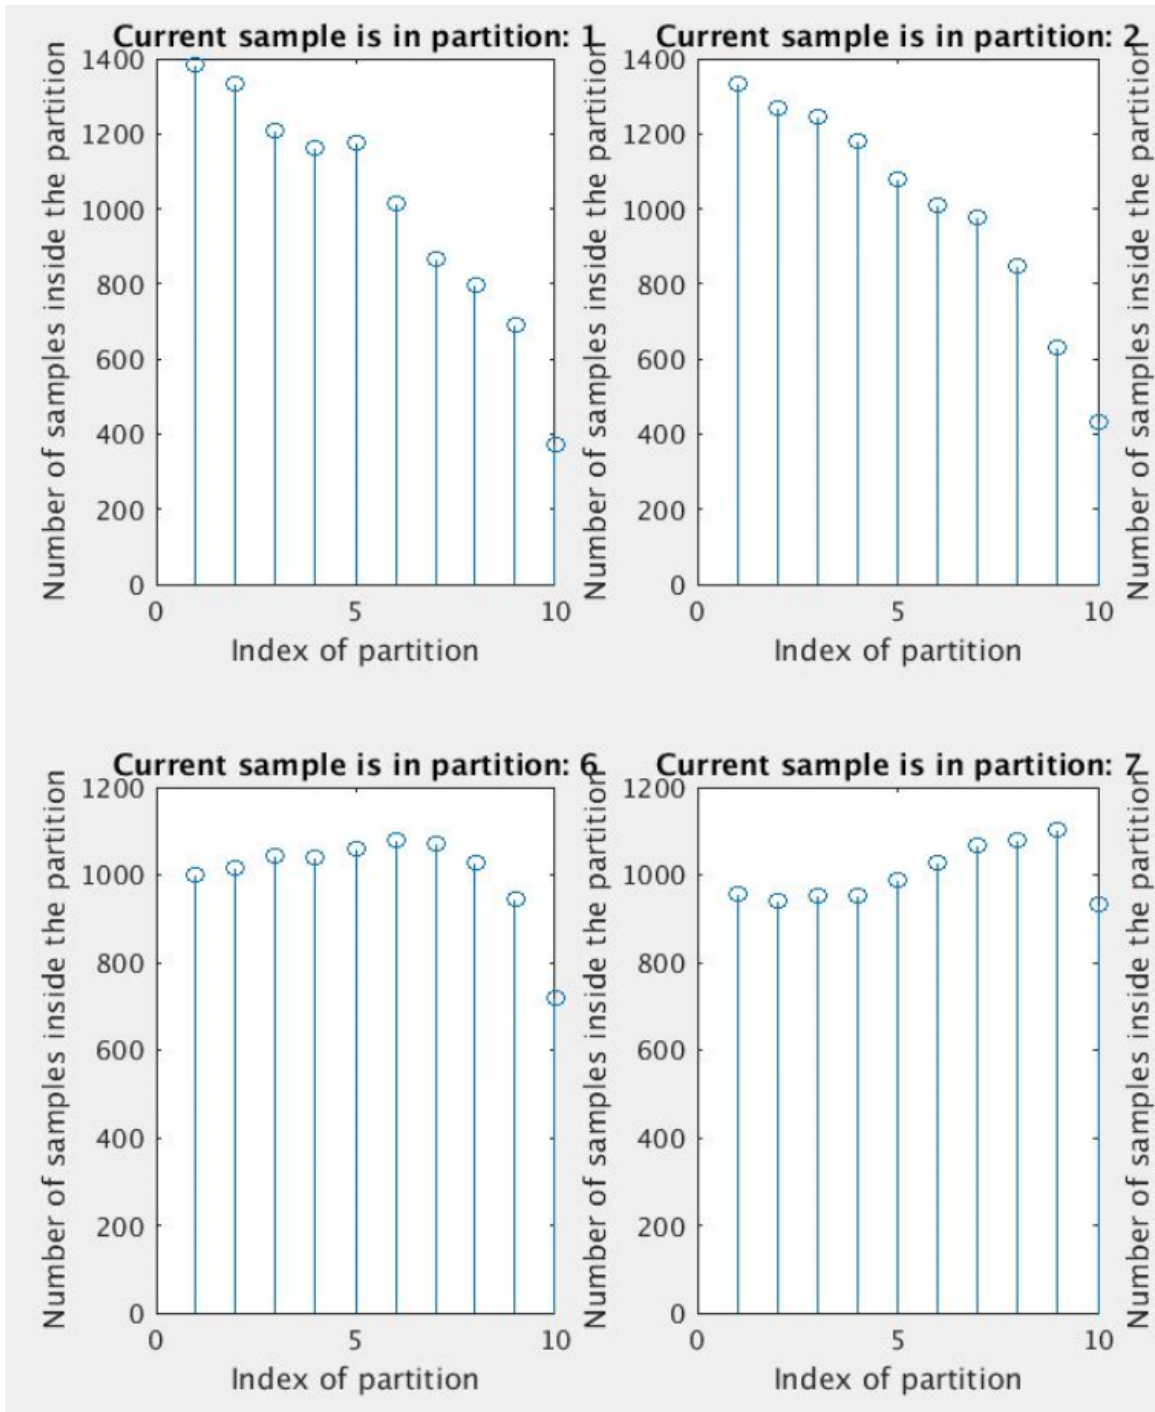 Current sample is in partition: 1
Number of samples inside the partition
1400
1200
1000
800
600
400
200
0
0 5 10
Index of partition
Current sample is in partition: 2
Number of samples inside the partition
1400
1200
1000
800
600
400
200
0
0 5 10
Index of partition
Number of samples inside the partition
Current sample is in partition: 6
Number of samples inside the partition
1200
1000
800
600
400
200
0
0 5 10
Index of partition
Current sample is in partition: 7
Number of samples inside the partition
1200
1000
800
600
400
200
0
0 5 10
Index of partition
Number of samples inside the partition